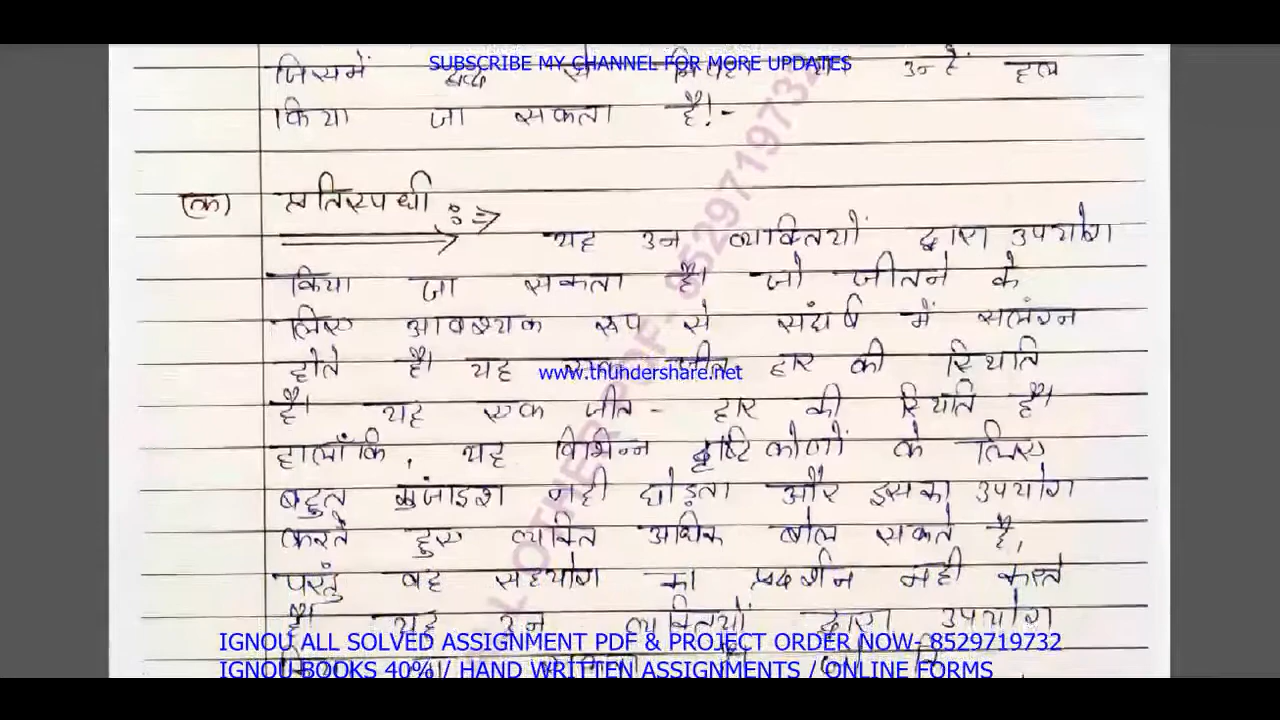 SUBSCRIBE MY CHANNEL FOR MORE UPDATES
जिसमें उन्हें हल
किया जा सकता है।-
(क) प्रतिस्पर्धी :⇒
यह उन व्यक्तियों द्वारा उपयोग
किया जा सकता है। जो जीतने के
लिए आवश्यक रूप से संघर्ष में संलग्न
होते है। यह एक जीत हार की स्थिति
www.thundershare.net
है। यह एक जीत - हार की स्थिति है।
हालाँकि, यह विभिन्न दृष्टिकोणों के लिए
बहुत गुंजाइश नही छोड़ता और इसका उपयोग
करते हुए व्यक्ति अधिक बोल सकते है,
परंतु वह सहयोग का प्रदर्शन नही करते
है। यह उन व्यक्तियों द्वारा उपयोग
IGNOU ALL SOLVED ASSIGNMENT PDF & PROJECT ORDER NOW- 8529719732
IGNOU BOOKS 40% / HAND WRITTEN ASSIGNMENTS / ONLINE FORMS